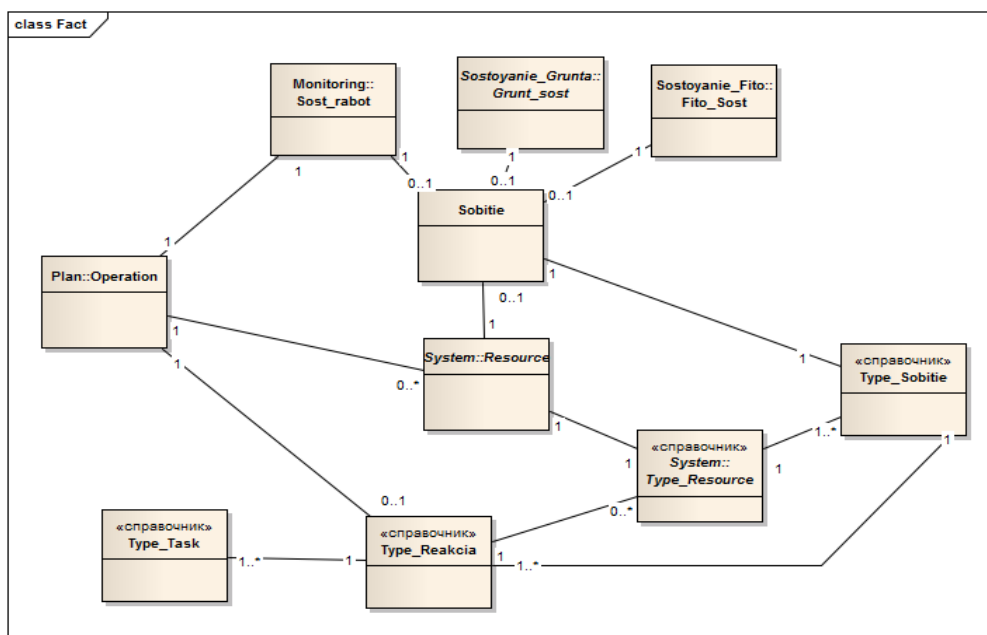 class Fact
Monitoring::
Sost_rabot
Sostoyanie_Grunta::
Grunt_sost
Sostoyanie_Fito::
Fito_Sost
1
1
0..1
1
0..1
1
0..1
Sobitie
1
Plan::Operation
1
0..1
1
1
1
System::Resource
0..*
1
1
«справочник»
Type_Sobitie
1
1..*
1
«справочник»
System::
Type_Resource
1
1
0..*
0..1
«справочник»
Type_Task
1..*
1
«справочник»
Type_Reakcia
1
1..*